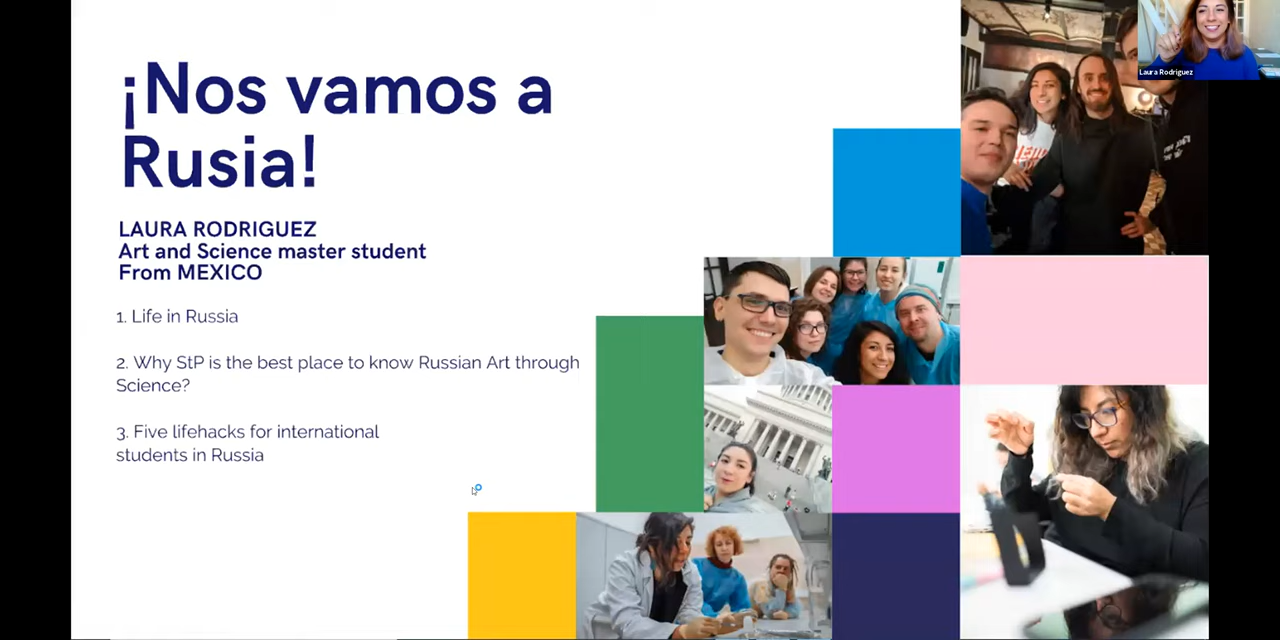 ¡Nos vamos a
Rusia!
LAURA RODRIGUEZ
Art and Science master student
From MEXICO
1. Life in Russia
2. Why StP is the best place to know Russian Art through
Science?
3. Five lifehacks for international
students in Russia
Laura Rodriguez